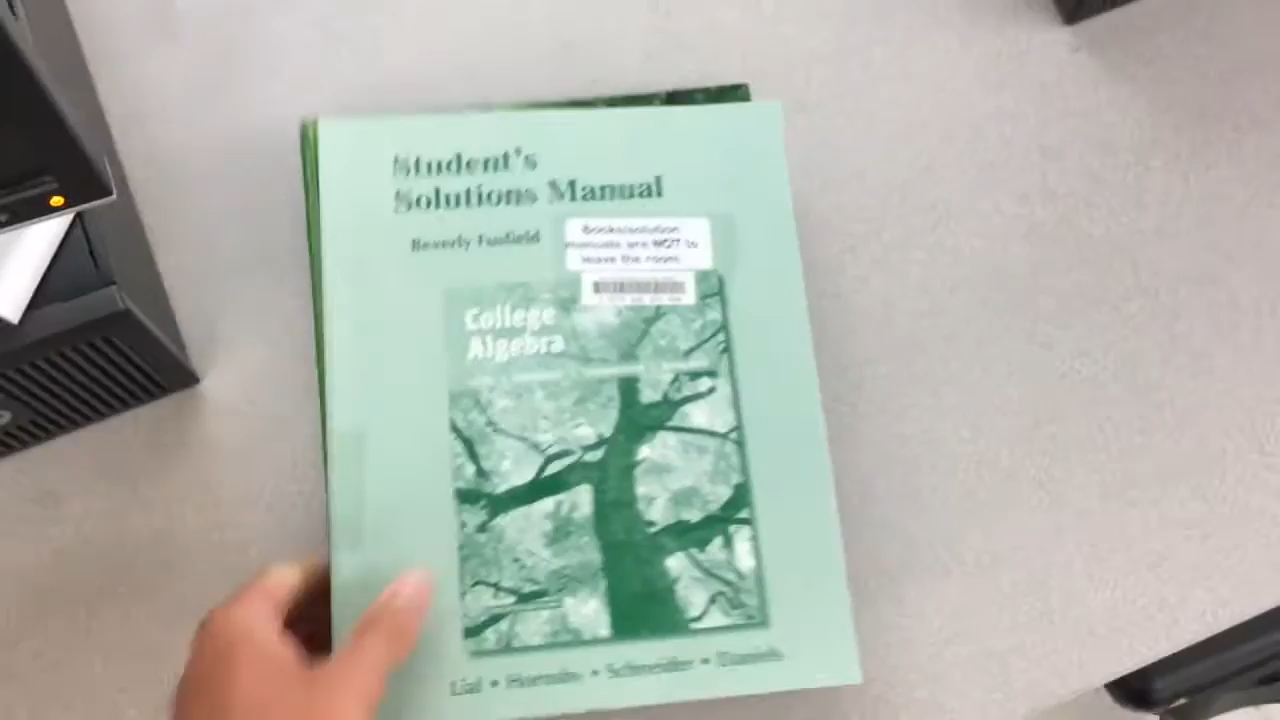 Student's
Solutions Manual
Beverly Fusfield
Books/solution
manuals are NOT to
leave the room.
College
Algebra
Lial • Hornsby • Schneider • Daniels